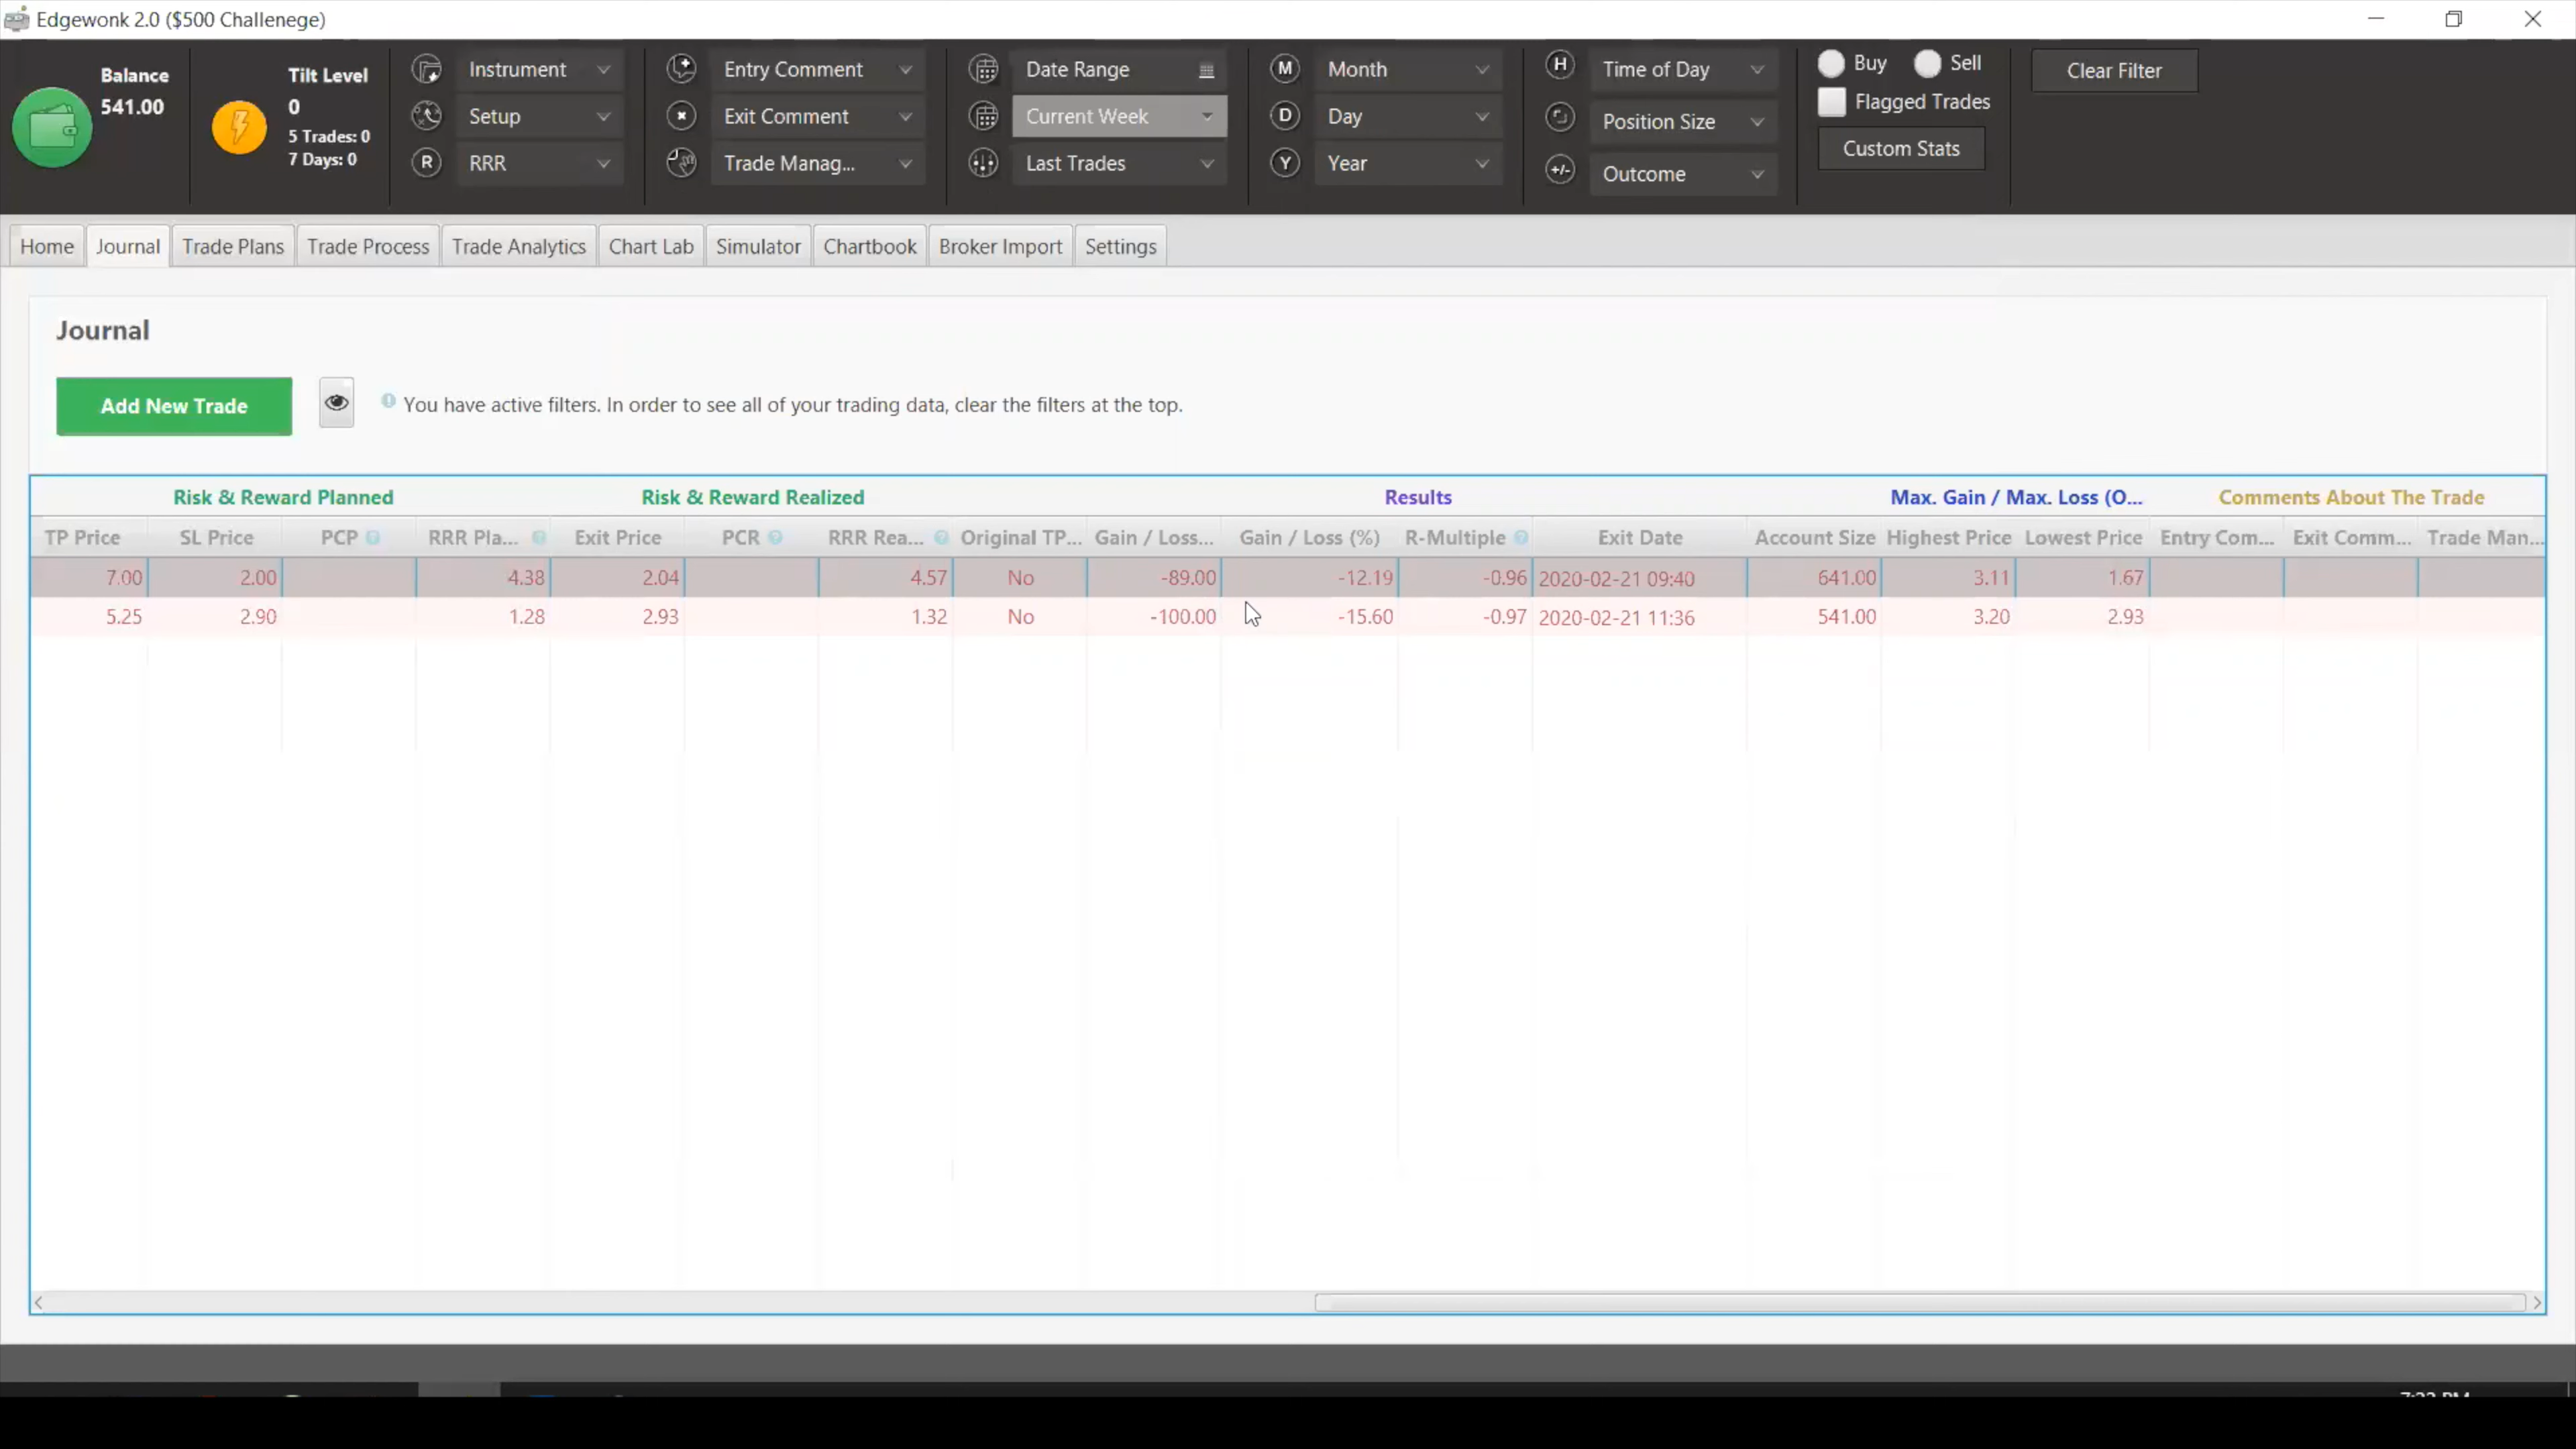 Edgewonk 2.0 ($500 Challenege)
Balance
541.00
Tilt Level
0
5 Trades: 0
7 Days: 0
Instrument
Setup
R RRR
Entry Comment
Exit Comment
Trade Manag...
Date Range
Current Week
Last Trades
M Month
D Day
Y Year
H Time of Day
Position Size
+/- Outcome
Buy Sell
Flagged Trades
Custom Stats
Clear Filter
Home Journal Trade Plans Trade Process Trade Analytics Chart Lab Simulator Chartbook Broker Import Settings
Journal
Add New Trade
You have active filters. In order to see all of your trading data, clear the filters at the top.
Risk & Reward Planned Risk & Reward Realized Results Max. Gain / Max. Loss (O... Comments About The Trade
TP Price SL Price PCP ? RRR Pla... ? Exit Price PCR ? RRR Rea... ? Original TP... Gain / Loss... Gain / Loss (%) R-Multiple ? Exit Date Account Size Highest Price Lowest Price Entry Com... Exit Comm... Trade Man...
7.00 2.00 4.38 2.04 4.57 No -89.00 -12.19 -0.96 2020-02-21 09:40 641.00 3.11 1.67
5.25 2.90 1.28 2.93 1.32 No -100.00 -15.60 -0.97 2020-02-21 11:36 541.00 3.20 2.93